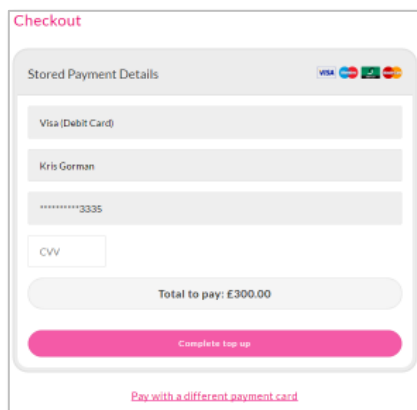 Checkout
Stored Payment Details VISA
Visa (Debit Card)
Kris Gorman
**********3335
CVV
Total to pay: £300.00
Complete top up
Pay with a different payment card